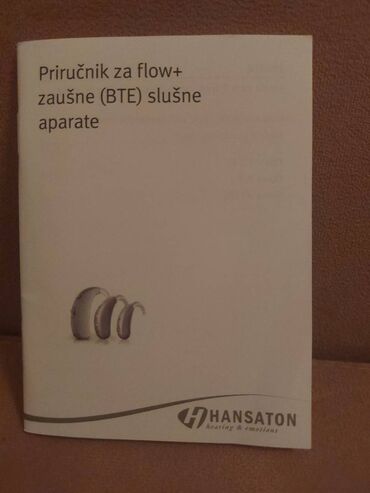 Priručnik za flow+
zaušne (BTE) slušne
aparate
HANSATON
hearing & emotions